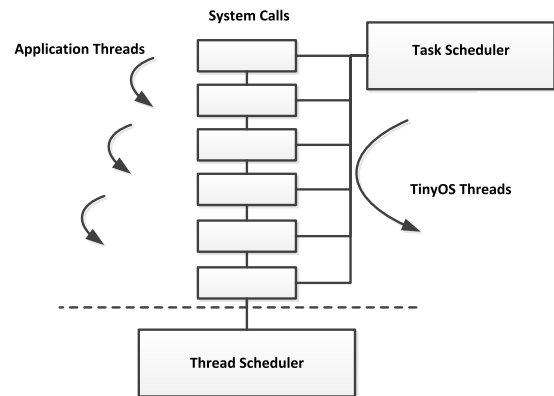 System Calls
Application Threads
Task Scheduler
TinyOS Threads
Thread Scheduler